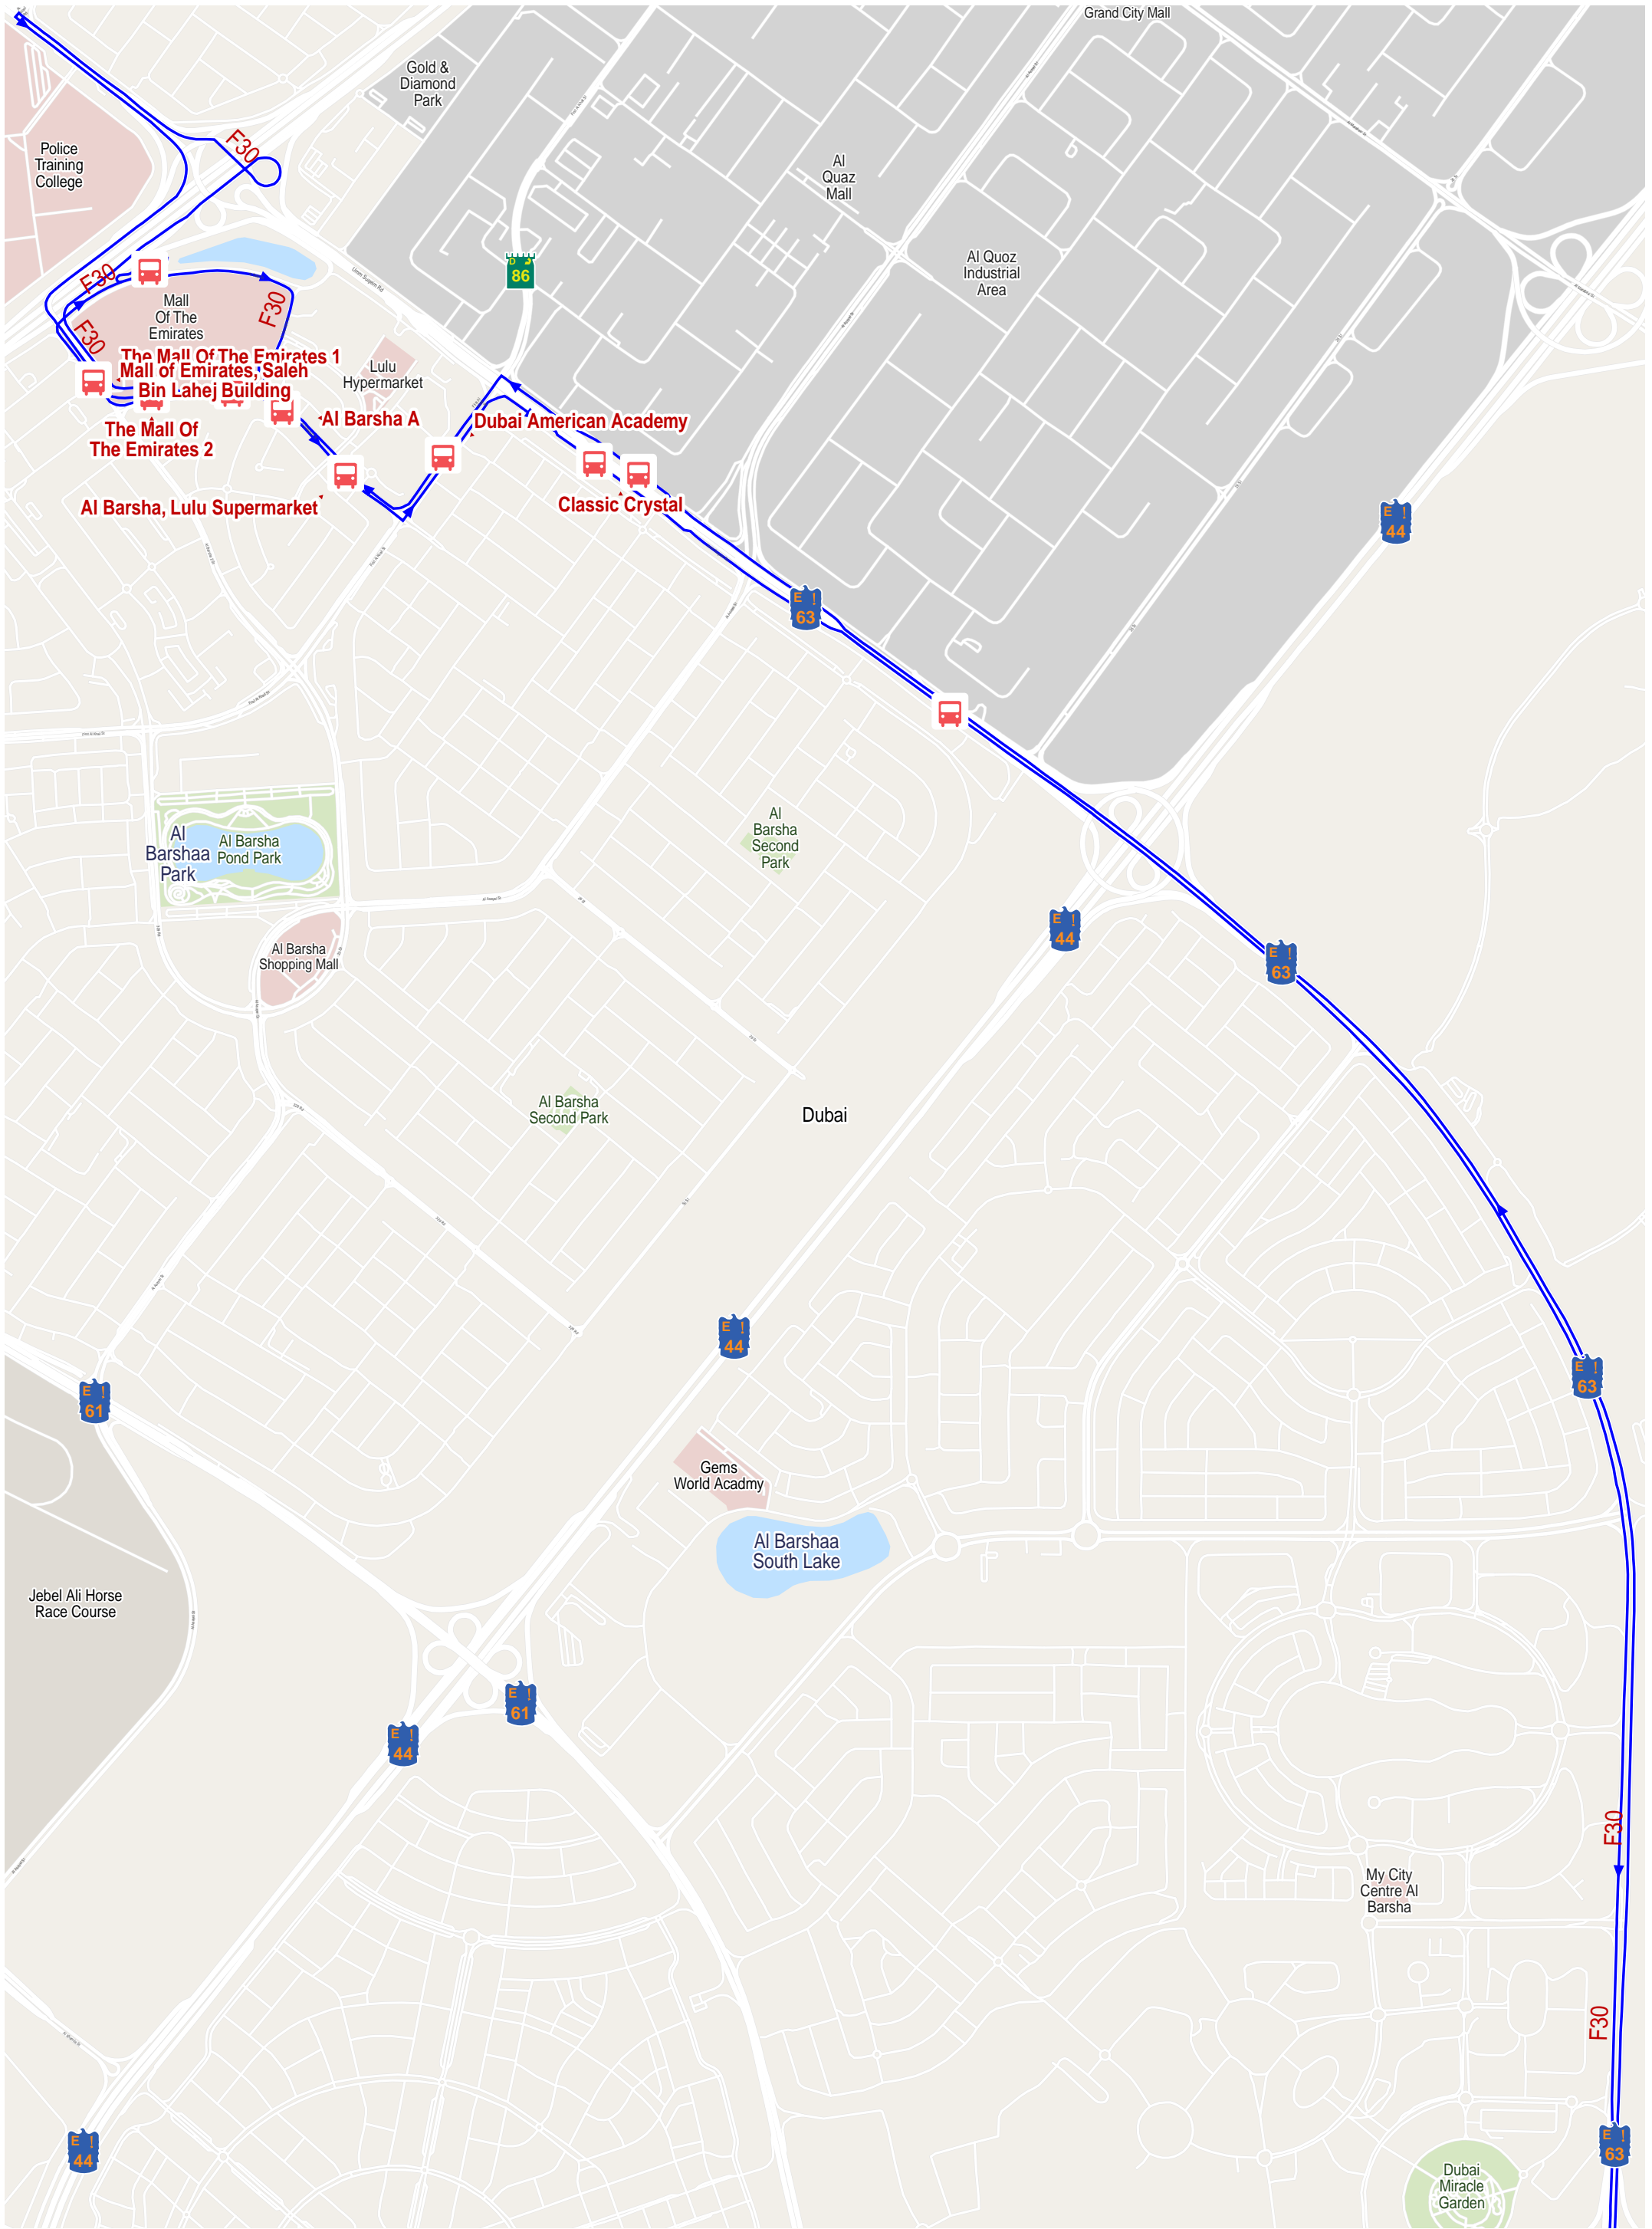 Grand City Mall
Gold &
Diamond
Park
Police
Training
College
F30
Al
Quaz
Mall
Al Quoz
Industrial
Area
D
86
F30
Mall
Of The
Emirates
F30
F30
Umm Suqeim Rd
Lulu
Hypermarket
The Mall Of The Emirates 1
Mall of Emirates, Saleh
Bin Lahej Building
Al Barsha A
The Mall Of
The Emirates 2
Dubai American Academy
Al Barsha, Lulu Supermarket
Classic Crystal
E
44
E
63
Al
Barsha
Second
Park
Al
Barshaa
Park
Al Barsha
Pond Park
E
44
E
63
Al Barsha
Shopping Mall
Al Barsha
Second Park
Dubai
E
44
E
63
E
61
Gems
World Acadmy
Al Barshaa
South Lake
Jebel Ali Horse
Race Course
E
61
E
44
F30
My City
Centre Al
Barsha
F30
E
44
E
63
Dubai
Miracle
Garden